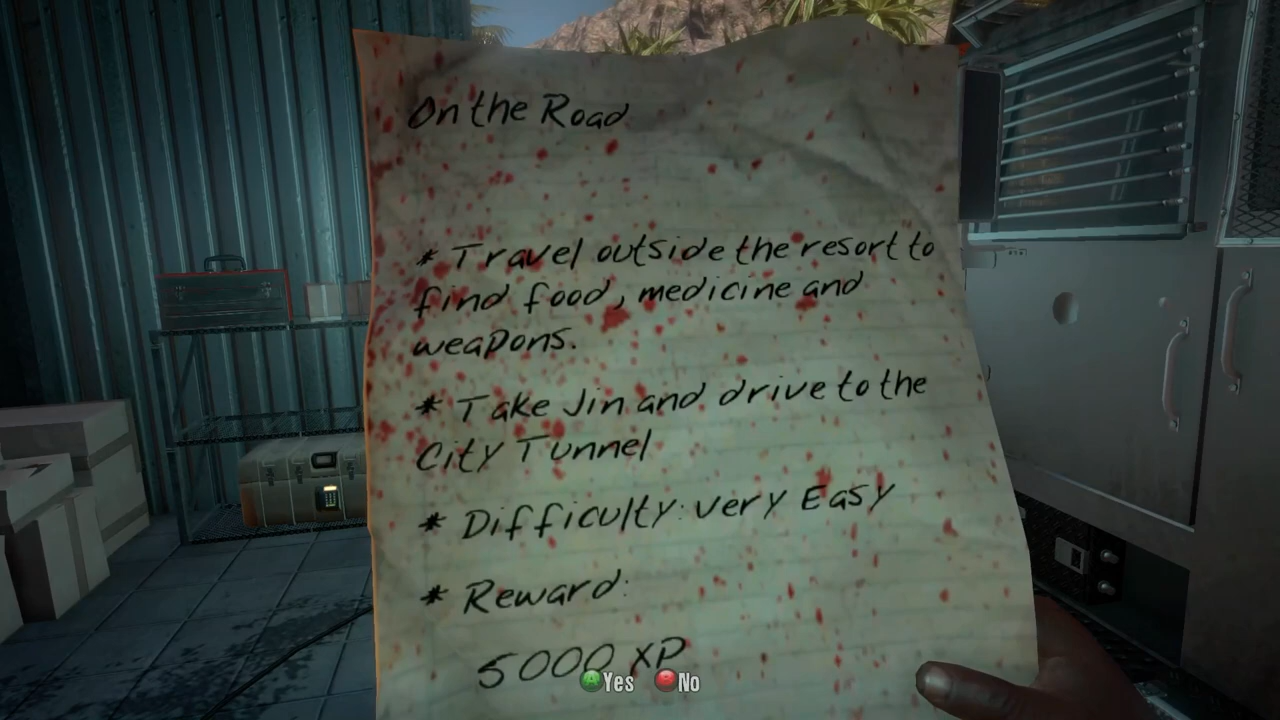 On the Road
* Travel outside the resort to
find food, medicine and
weapons.
* Take Jin and drive to the
City Tunnel
* Difficulty: very Easy
* Reward:
5000 XP
A Yes B No